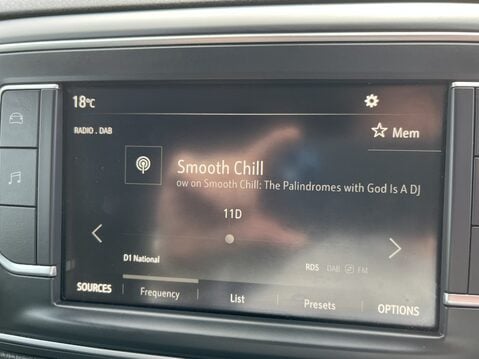 18°C
RADIO . DAB
Mem
Smooth Chill
ow on Smooth Chill: The Palindromes with God Is A DJ
11D
D1 National
RDS DAB FM
SOURCES Frequency List Presets OPTIONS